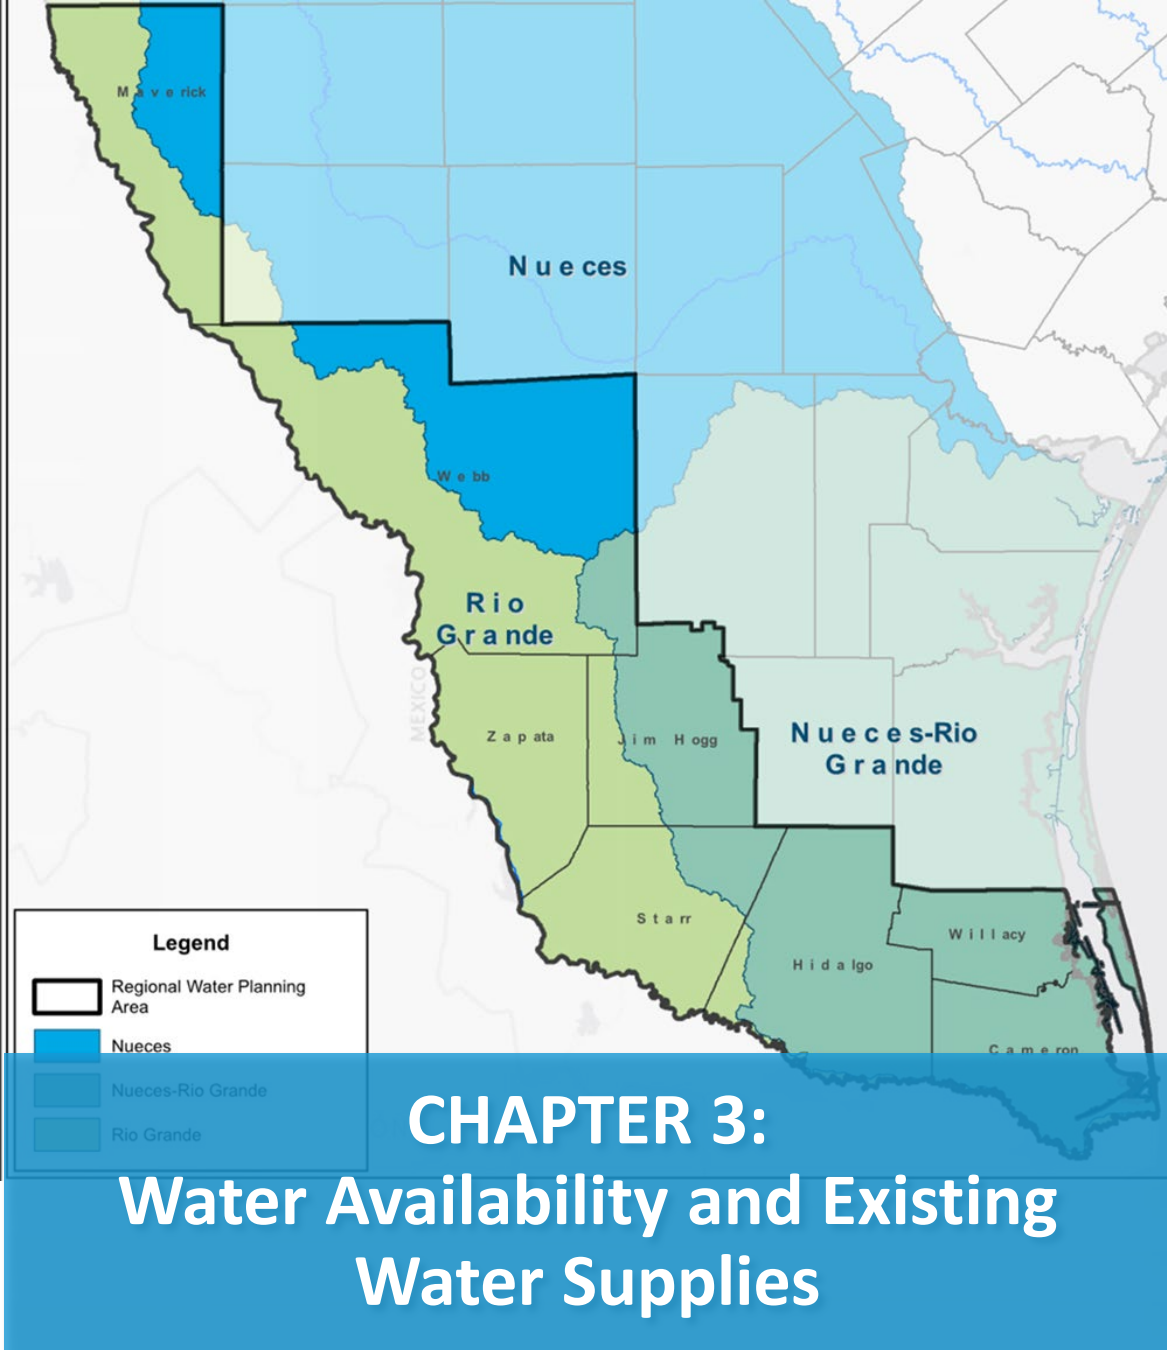 Maverick
Nueces
Webb
Rio
Grande
MEXICO
Zapata
Jim Hogg
Nueces-Rio
Grande
Starr
Hidalgo
Willacy
Cameron
Legend
Regional Water Planning
Area
Nueces
Nueces-Rio Grande
Rio Grande
CHAPTER 3:
Water Availability and Existing
Water Supplies